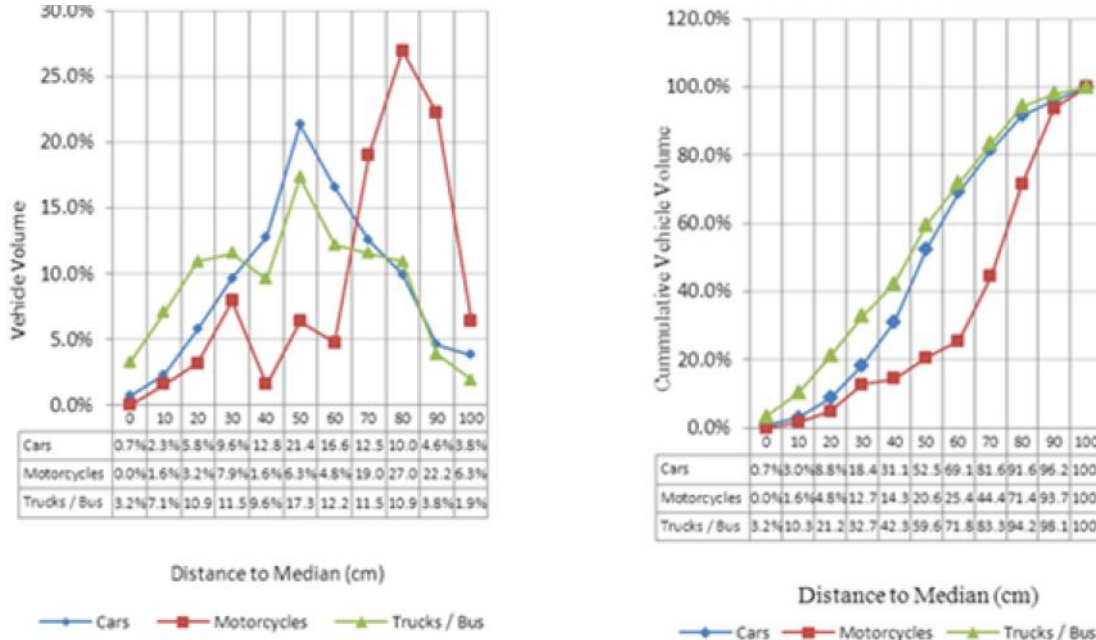 30.0%
25.0%
20.0%
15.0%
10.0%
5.0%
0.0%
Vehicle Volume
0 10 20 30 40 50 60 70 80 90 100
Cars 0.7% 2.3% 5.8% 9.6% 12.8 21.4 16.6 12.5 10.0 4.6% 3.8%
Motorcycles 0.0% 1.6% 3.2% 7.9% 1.6% 6.3% 4.8% 19.0 27.0 22.2 6.3%
Trucks / Bus 3.2% 7.1% 10.9 11.5 9.6% 17.3 12.2 11.5 10.9 3.8% 1.9%
Distance to Median (cm)
Cars Motorcycles Trucks / Bus
120.0%
100.0%
80.0%
60.0%
40.0%
20.0%
0.0%
Cummulative Vehicle Volume
0 10 20 30 40 50 60 70 80 90 100
Cars 0.7% 3.0% 8.8% 18.4 31.1 52.5 69.1 81.6 91.6 96.2 100
Motorcycles 0.0% 1.6% 4.8% 12.7 14.3 20.6 25.4 44.4 71.4 93.7 100
Trucks / Bus 3.2% 10.3 21.2 32.7 42.3 59.6 71.8 83.3 94.2 98.1 100
Distance to Median (cm)
Cars Motorcycles Trucks / Bus